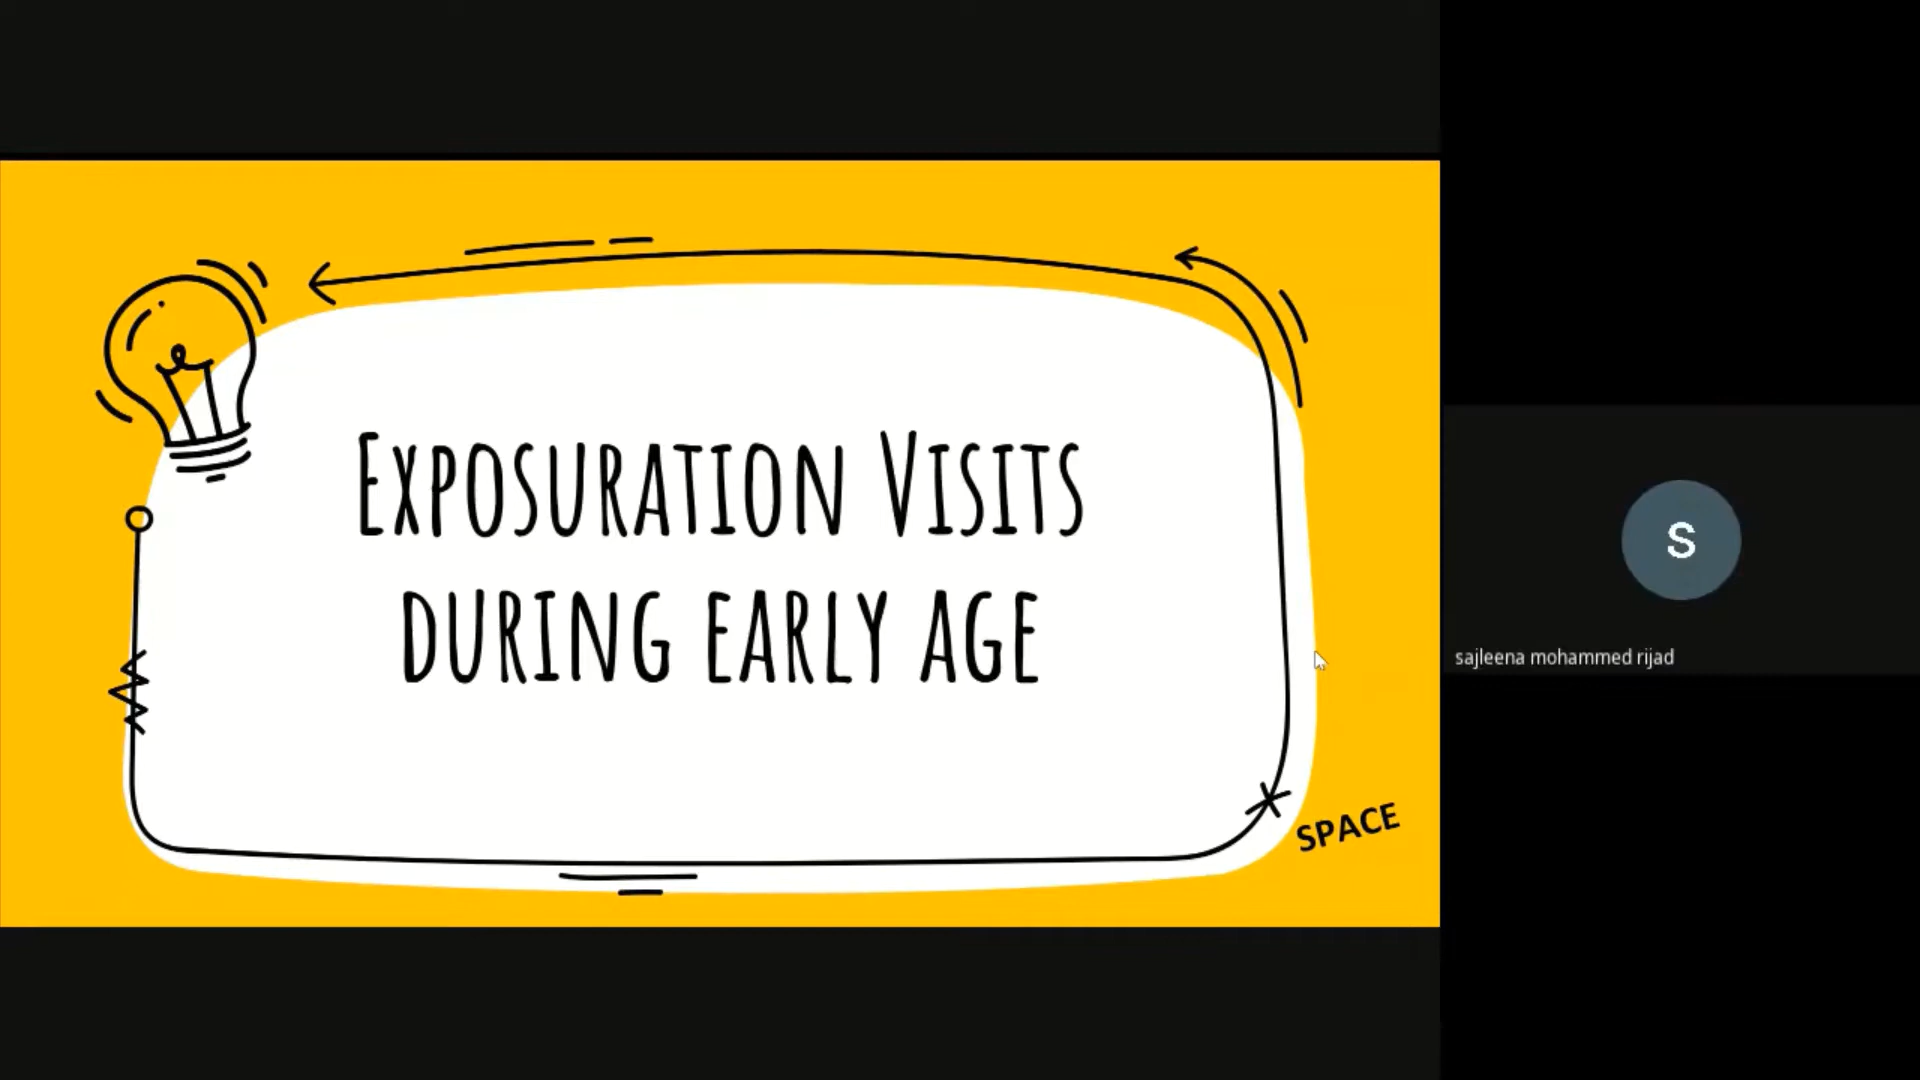 Exposuration Visits
during early age
SPACE
S
sajleena mohammed rijad